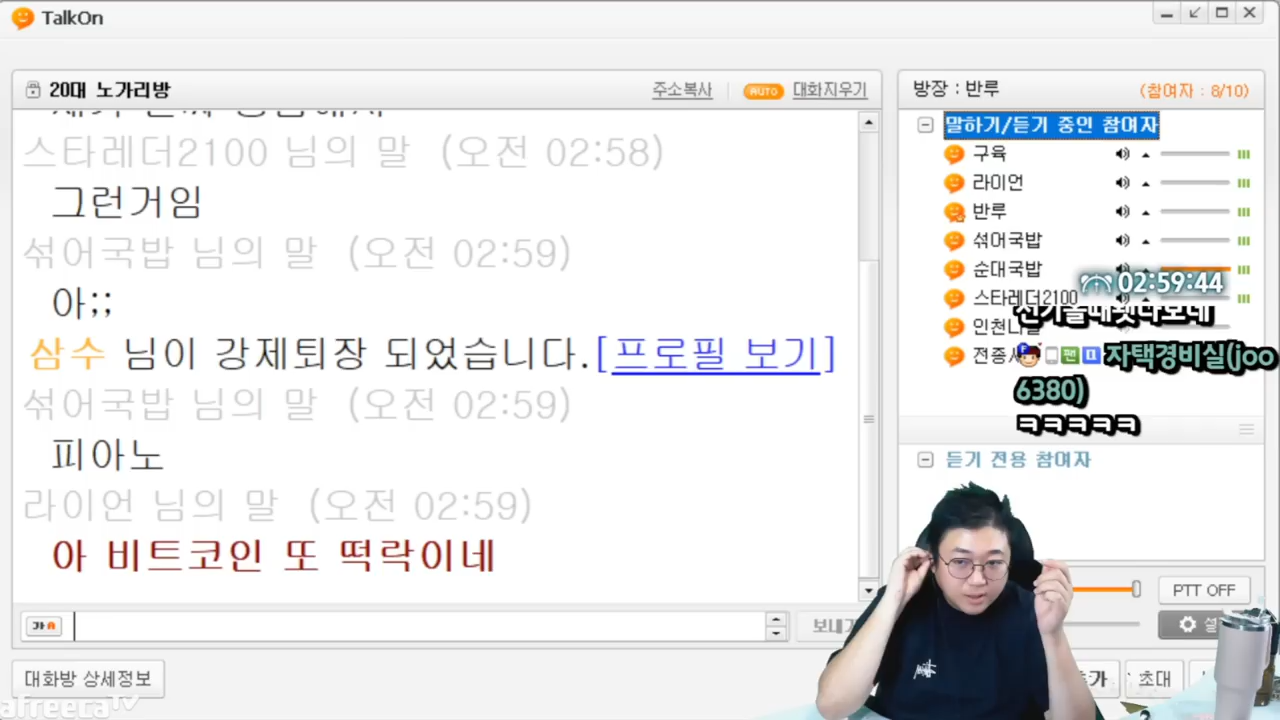 TalkOn
20대 노가리방
주소복사
AUTO
대화지우기
스타레더2100 님의 말 (오전 02:58)
그런거임
섞어국밥 님의 말 (오전 02:59)
아;;
삼수 님이 강제퇴장 되었습니다.[프로필 보기]
섞어국밥 님의 말 (오전 02:59)
피아노
라이언 님의 말 (오전 02:59)
아 비트코인 또 떡락이네
가
보내기
대화방 상세정보
afreecaTV
방장 : 반루
(참여자 : 8/10)
말하기/듣기 중인 참여자
구육
라이언
반루
섞어국밥
순대국밥
스타레더2100
인천나
전종
02:59:44
팬
자택경비실(joo
6380)
ㅋㅋㅋㅋㅋ
듣기 전용 참여자
PTT OFF
초대